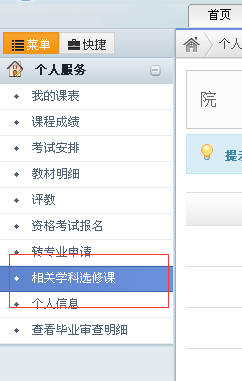 首页
菜单 快捷
个人
个人服务
我的课表
院
课程成绩
考试安排
提示
教材明细
评教
资格考试报名
转专业申请
相关学科选修课
个人信息
查看毕业审查明细